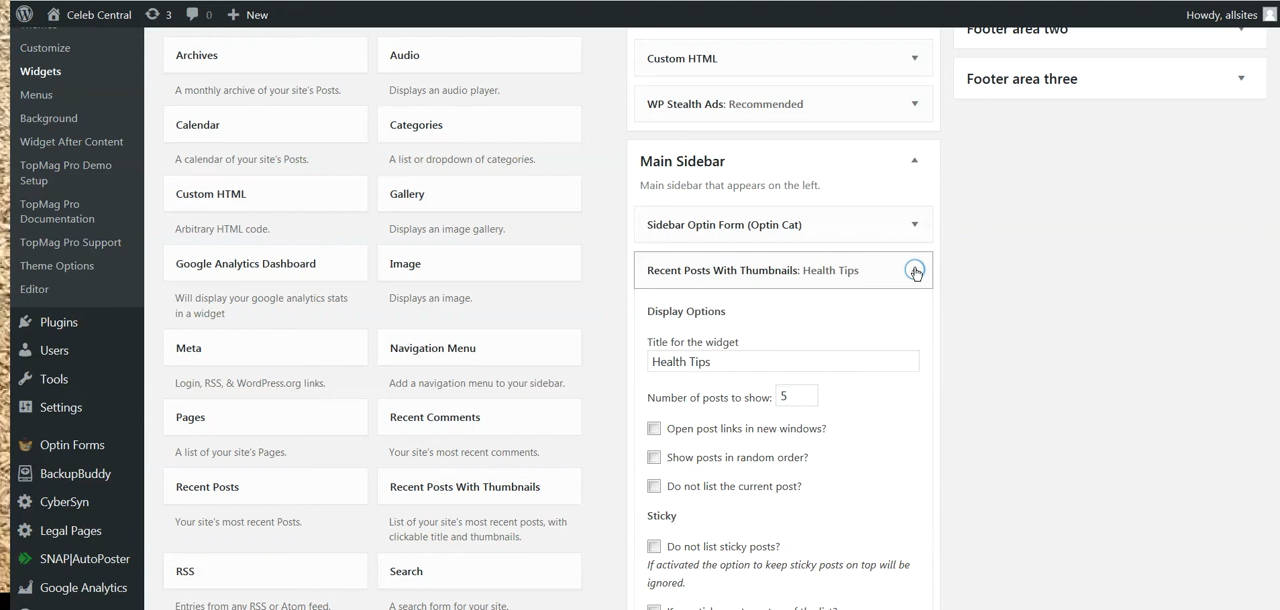 Celeb Central 3 0 New Howdy, allsites
Customize
Widgets
Menus
Background
Widget After Content
TopMag Pro Demo
Setup
TopMag Pro
Documentation
TopMag Pro Support
Theme Options
Editor
Plugins
Users
Tools
Settings
Optin Forms
BackupBuddy
CyberSyn
Legal Pages
SNAP|AutoPoster
Google Analytics
Archives
A monthly archive of your site's Posts.
Calendar
A calendar of your site's Posts.
Custom HTML
Arbitrary HTML code.
Google Analytics Dashboard
Will display your google analytics stats
in a widget
Meta
Login, RSS, & WordPress.org links.
Pages
A list of your site's Pages.
Recent Posts
Your site's most recent Posts.
RSS
Entries from any RSS or Atom feed.
Audio
Displays an audio player.
Categories
A list or dropdown of categories.
Gallery
Displays an image gallery.
Image
Displays an image.
Navigation Menu
Add a navigation menu to your sidebar.
Recent Comments
Your site's most recent comments.
Recent Posts With Thumbnails
List of your site's most recent posts, with
clickable title and thumbnails.
Search
A search form for your site.
Custom HTML
WP Stealth Ads: Recommended
Main Sidebar
Main sidebar that appears on the left.
Sidebar Optin Form (Optin Cat)
Recent Posts With Thumbnails: Health Tips
Display Options
Title for the widget
Health Tips
Number of posts to show: 5
Open post links in new windows?
Show posts in random order?
Do not list the current post?
Sticky
Do not list sticky posts?
If activated the option to keep sticky posts on top will be
ignored.
Footer area two
Footer area three